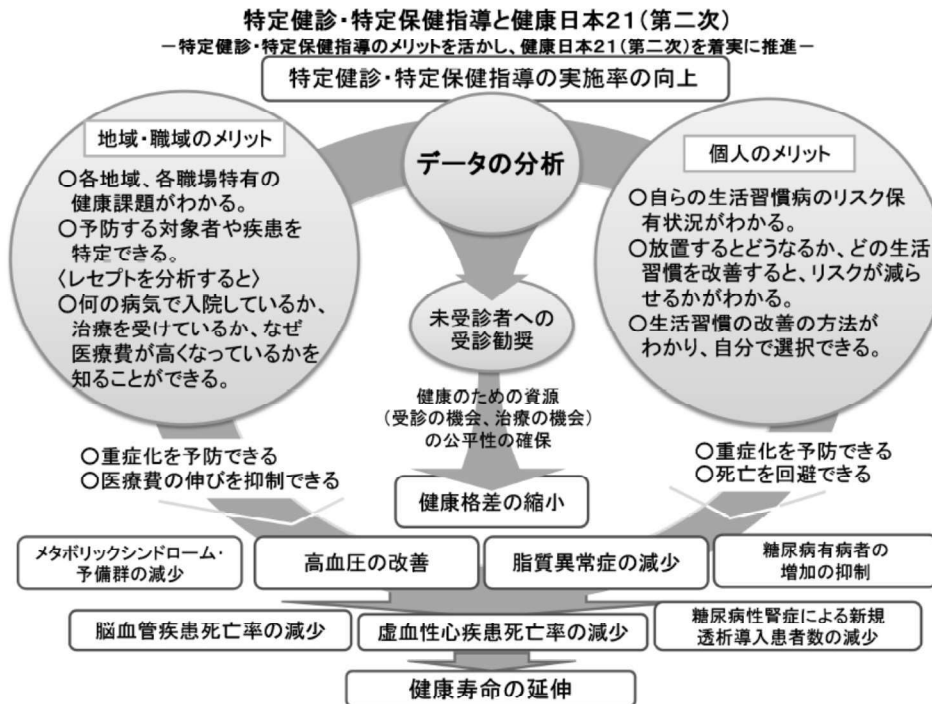 特定健診・特定保健指導と健康日本21(第二次)
－特定健診・特定保健指導のメリットを活かし、健康日本21(第二次)を着実に推進－
特定健診・特定保健指導の実施率の向上
地域・職域のメリット
〇各地域、各職場特有の
健康課題がわかる。
〇予防する対象者や疾患を
特定できる。
〈レセプトを分析すると〉
〇何の病気で入院しているか、
治療を受けているか、なぜ
医療費が高くなっているかを
知ることができる。
〇重症化を予防できる
〇医療費の伸びを抑制できる
データの分析
未受診者への
受診勧奨
健康のための資源
(受診の機会、治療の機会)
の公平性の確保
健康格差の縮小
個人のメリット
〇自らの生活習慣病のリスク保
有状況がわかる。
〇放置するとどうなるか、どの生活
習慣を改善すると、リスクが減ら
せるかがわかる。
〇生活習慣の改善の方法が
わかり、自分で選択できる。
〇重症化を予防できる
〇死亡を回避できる
メタボリックシンドローム・
予備群の減少
高血圧の改善
脂質異常症の減少
糖尿病有病者の
増加の抑制
脳血管疾患死亡率の減少
虚血性心疾患死亡率の減少
糖尿病性腎症による新規
透析導入患者数の減少
健康寿命の延伸